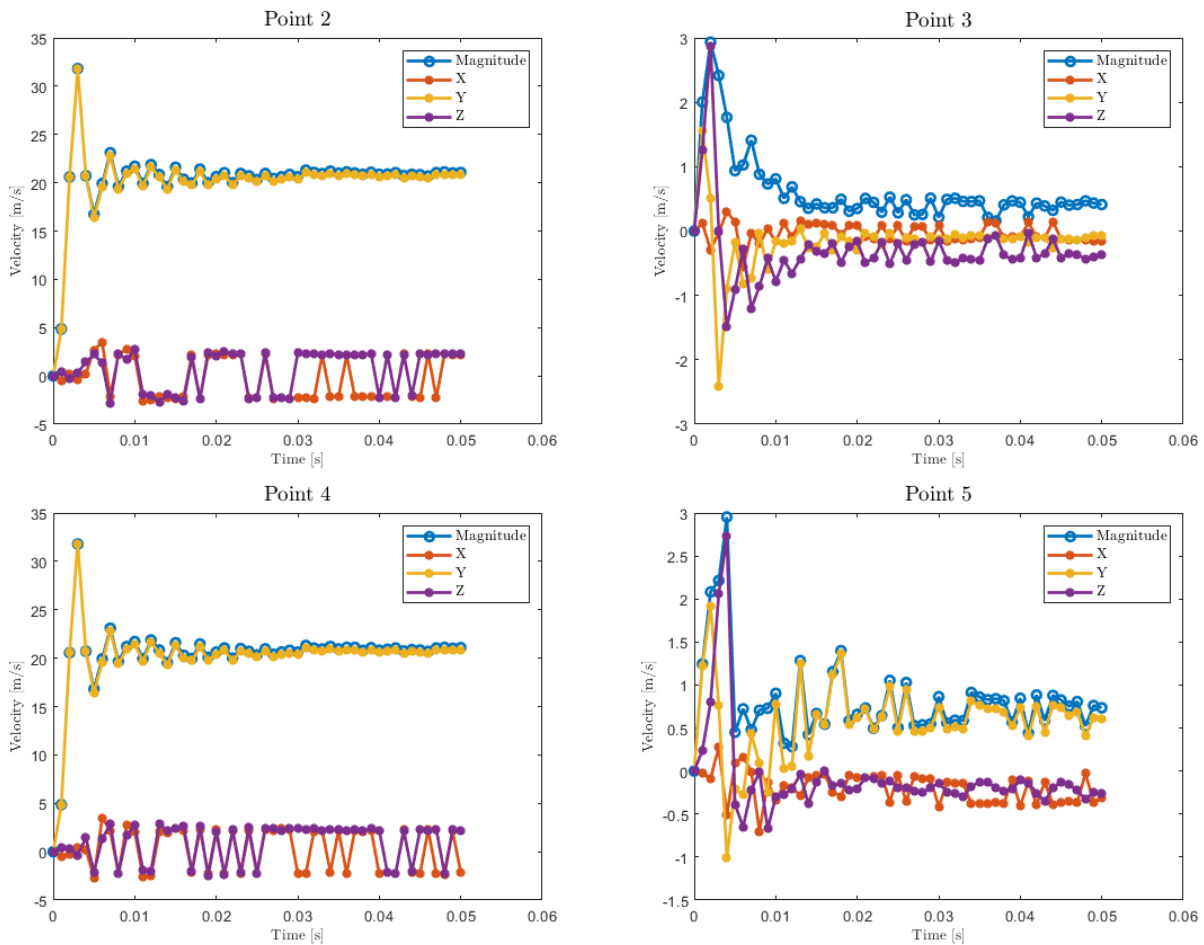 Point 2
35
30
25
20
15
10
5
0
-5
Velocity [m/s]
0 0.01 0.02 0.03 0.04 0.05 0.06
Time [s]
Magnitude
X
Y
Z
Point 3
3
2
1
0
-1
-2
-3
Velocity [m/s]
0 0.01 0.02 0.03 0.04 0.05 0.06
Time [s]
Magnitude
X
Y
Z
Point 4
35
30
25
20
15
10
5
0
-5
Velocity [m/s]
0 0.01 0.02 0.03 0.04 0.05 0.06
Time [s]
Magnitude
X
Y
Z
Point 5
3
2.5
2
1.5
1
0.5
0
-0.5
-1
-1.5
Velocity [m/s]
0 0.01 0.02 0.03 0.04 0.05 0.06
Time [s]
Magnitude
X
Y
Z